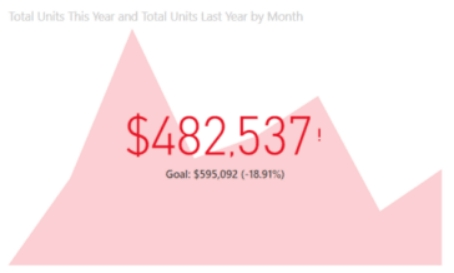 Total Units This Year and Total Units Last Year by Month
$482,537!
Goal: $595,092 (-18.91%)